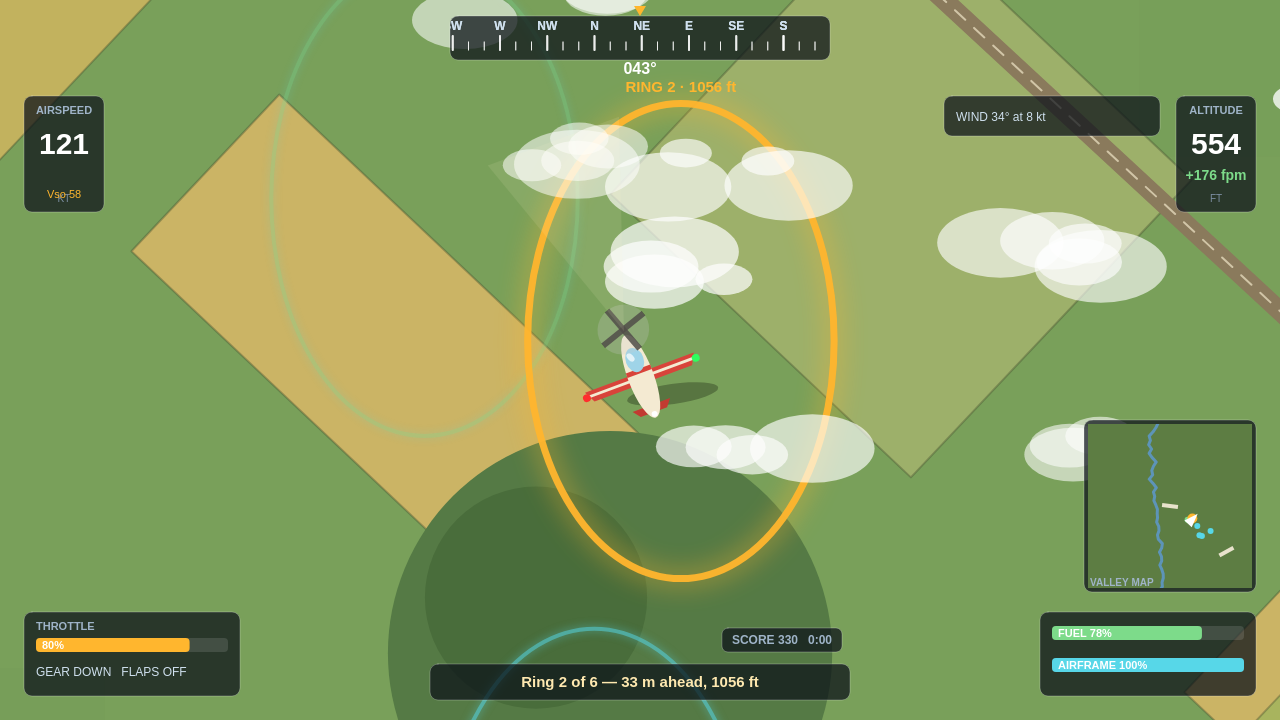 W W NW N NE E SE S
043°
RING 2 · 1056 ft
AIRSPEED
121
Vso 58
KT
WIND 34° at 8 kt
ALTITUDE
554
+176 fpm
FT
VALLEY MAP
THROTTLE
80%
GEAR DOWN FLAPS OFF
SCORE 330 0:00
Ring 2 of 6 — 33 m ahead, 1056 ft
FUEL 78%
AIRFRAME 100%